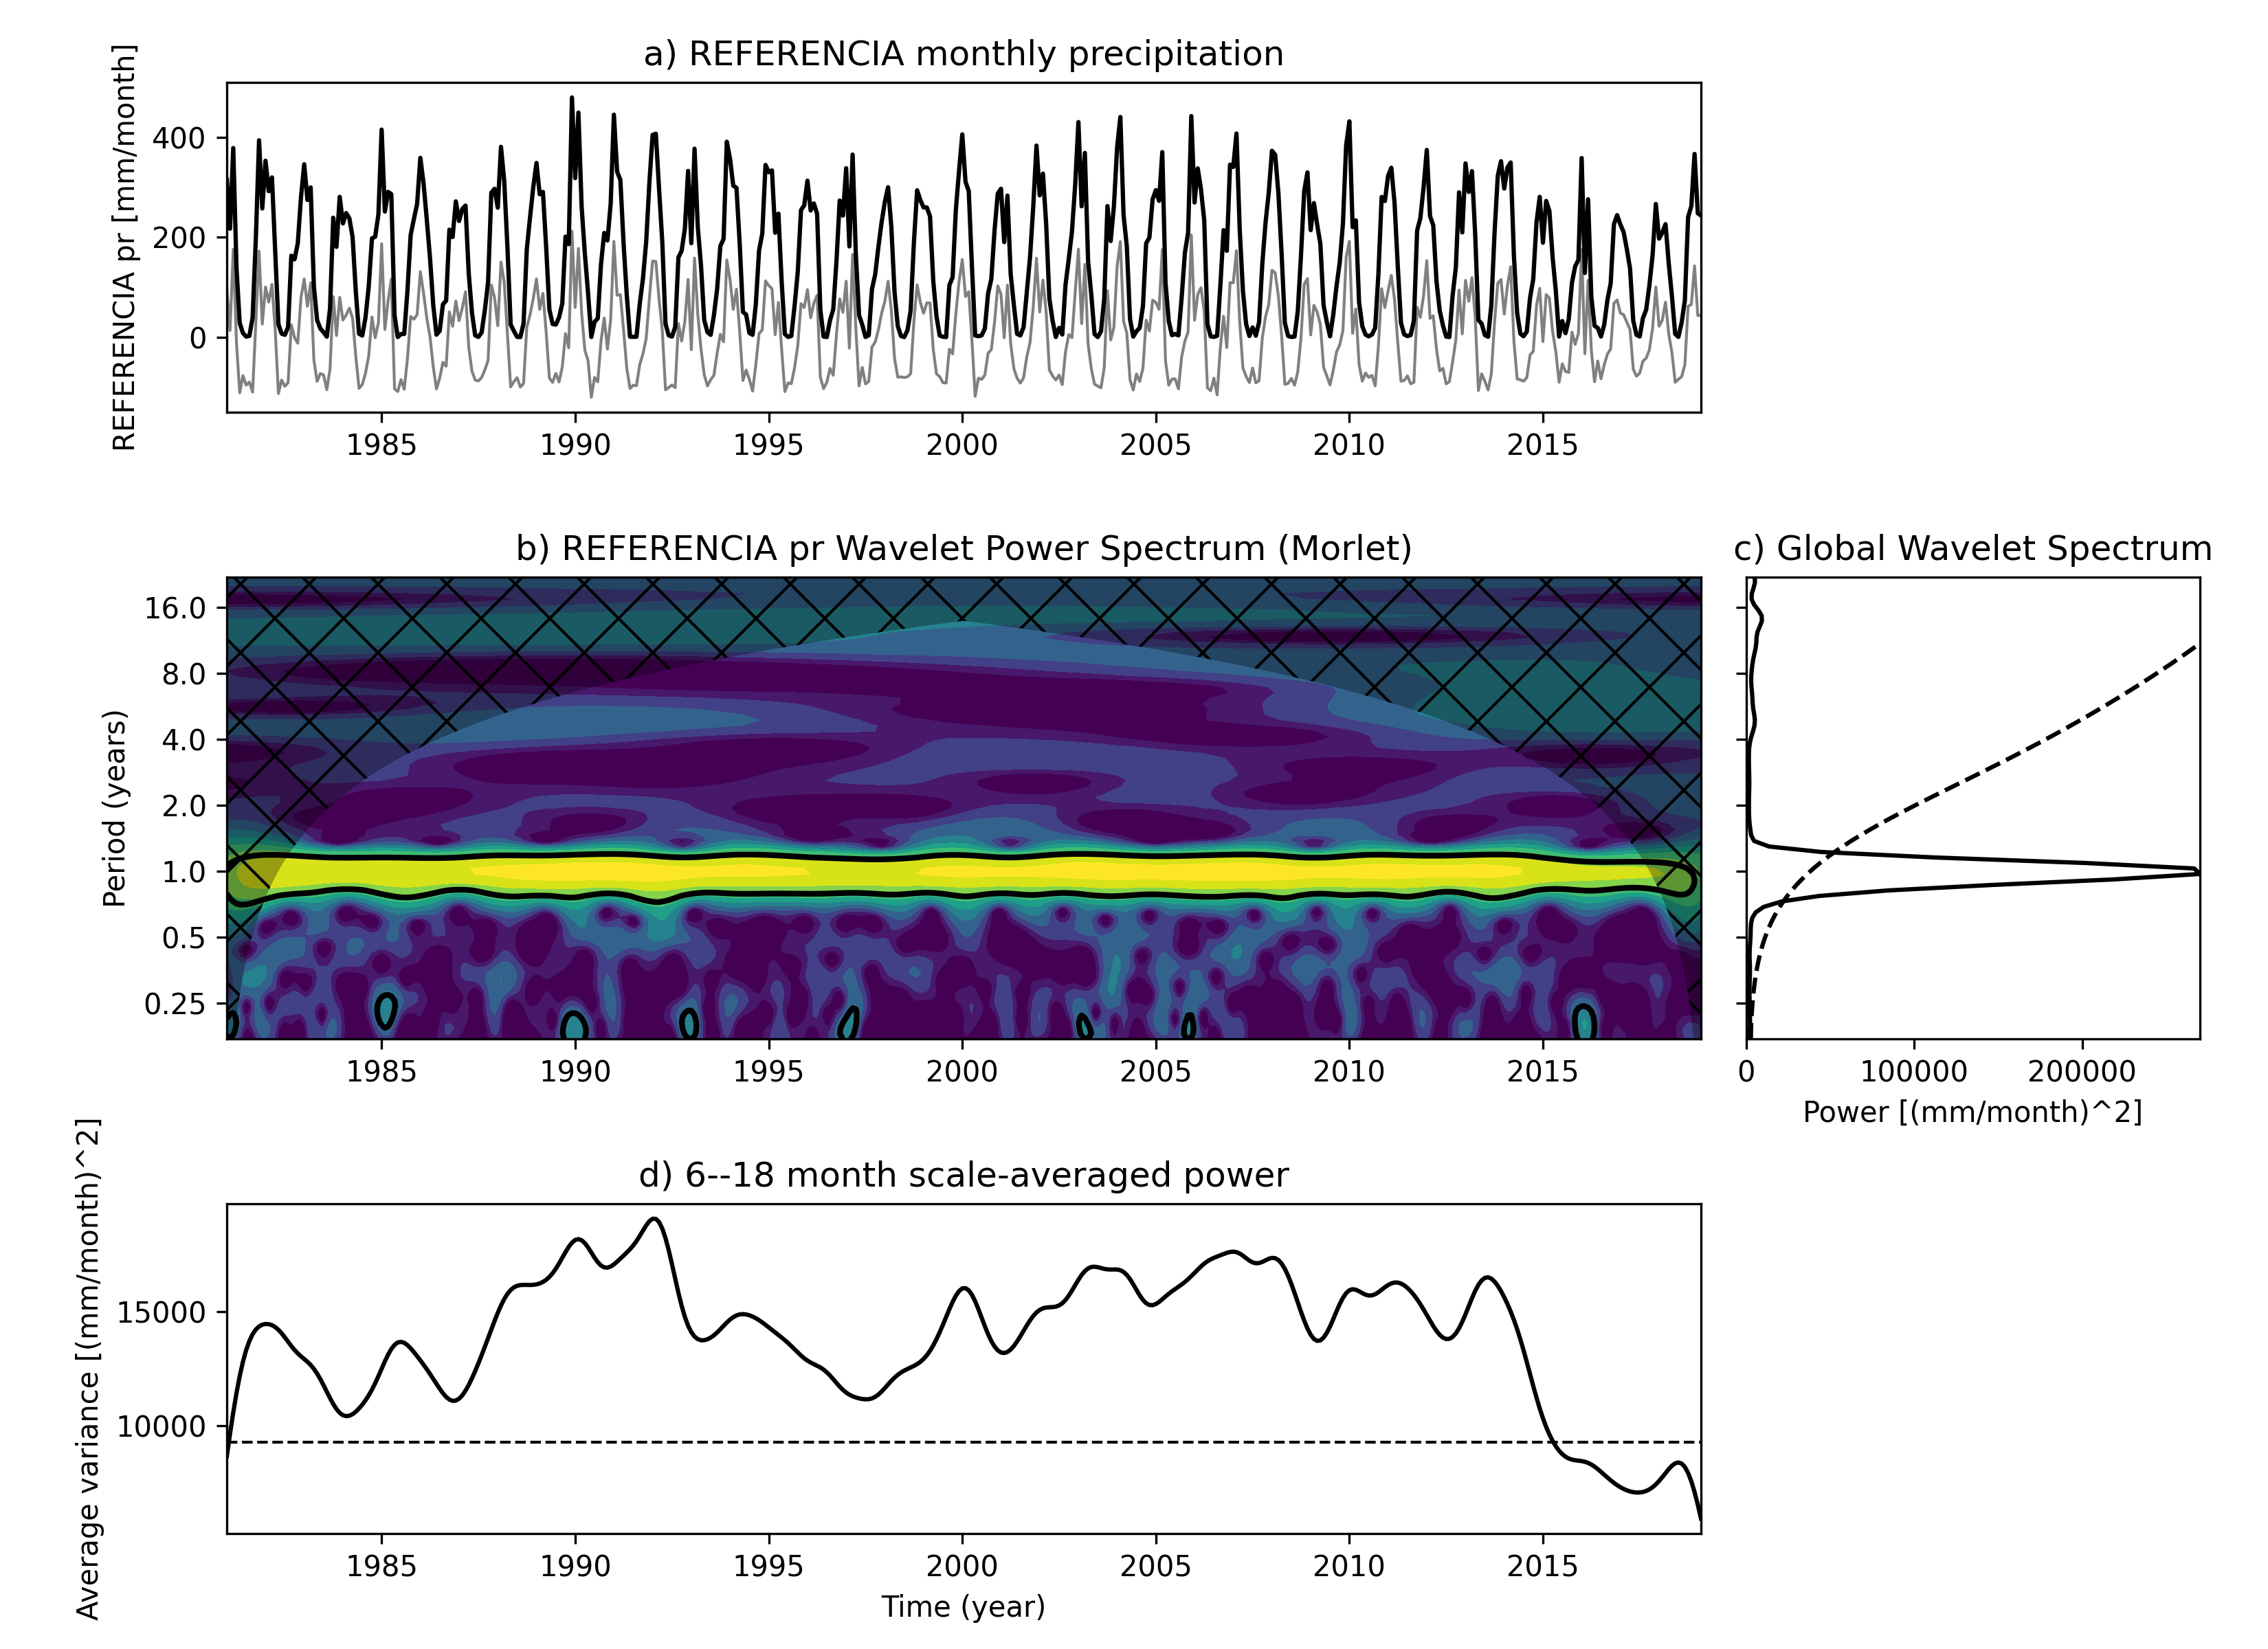 a) REFERENCIA monthly precipitation
REFERENCIA pr [mm/month]
400
200
0
1985 1990 1995 2000 2005 2010 2015
b) REFERENCIA pr Wavelet Power Spectrum (Morlet)
Period (years)
16.0
8.0
4.0
2.0
1.0
0.5
0.25
1985 1990 1995 2000 2005 2010 2015
c) Global Wavelet Spectrum
0 100000 200000
Power [(mm/month)^2]
d) 6--18 month scale-averaged power
Average variance [(mm/month)^2]
15000
10000
1985 1990 1995 2000 2005 2010 2015
Time (year)